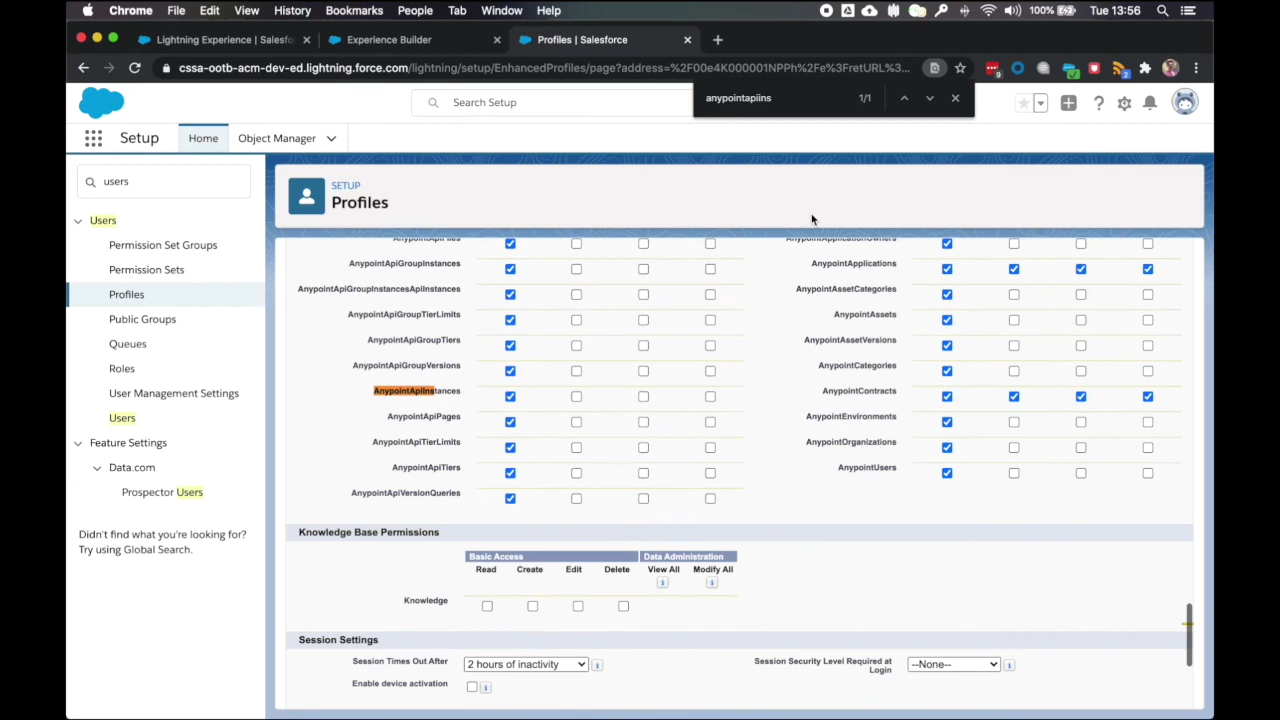 Chrome File Edit View History Bookmarks People Tab Window Help 100% Tue 13:56
Lightning Experience | Salesfo
Experience Builder
Profiles | Salesforce
cssa-ootb-acm-dev-ed.lightning.force.com/lightning/setup/EnhancedProfiles/page?address=%2F00e4K000001NPPh%2Fe%3FretURL%3...
9
2
anypointapiins 1/1
Search Setup
Setup
Home
Object Manager
users
Users
Permission Set Groups
Permission Sets
Profiles
Public Groups
Queues
Roles
User Management Settings
Users
Feature Settings
Data.com
Prospector Users
Didn't find what you're looking for?
Try using Global Search.
SETUP
Profiles
AnypointApiFiles
AnypointApiGroupInstances
AnypointApiGroupInstancesApiInstances
AnypointApiGroupTierLimits
AnypointApiGroupTiers
AnypointApiGroupVersions
AnypointApiInstances
AnypointApiPages
AnypointApiTierLimits
AnypointApiTiers
AnypointApiVersionQueries
AnypointApplicationOwners
AnypointApplications
AnypointAssetCategories
AnypointAssets
AnypointAssetVersions
AnypointCategories
AnypointContracts
AnypointEnvironments
AnypointOrganizations
AnypointUsers
Knowledge Base Permissions
Basic Access
Data Administration
Read Create Edit Delete View All Modify All
Knowledge
Session Settings
Session Times Out After
2 hours of inactivity
Session Security Level Required at
Login
--None--
Enable device activation